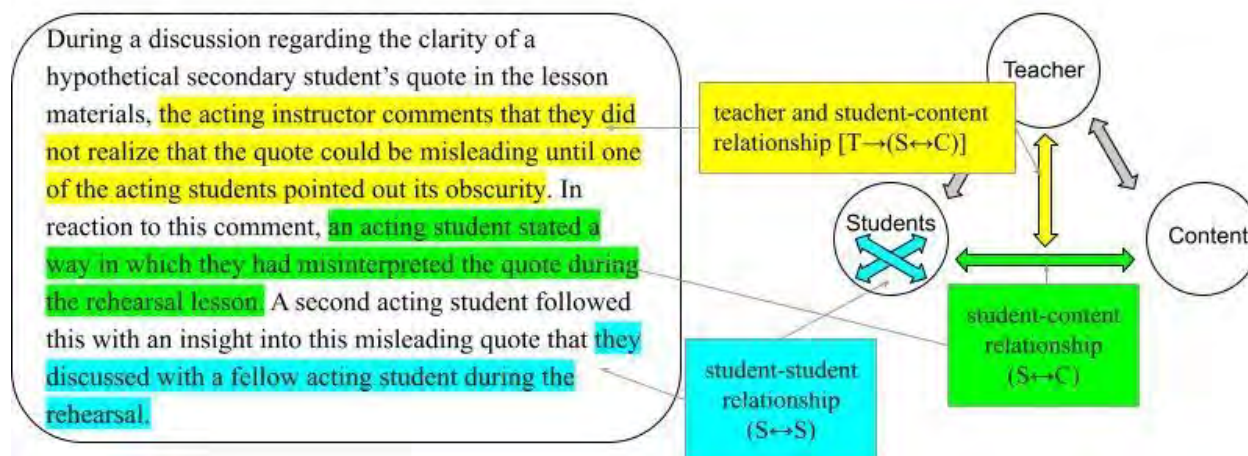 During a discussion regarding the clarity of a
hypothetical secondary student's quote in the lesson
materials, the acting instructor comments that they did
not realize that the quote could be misleading until one
of the acting students pointed out its obscurity. In
reaction to this comment, an acting student stated a
way in which they had misinterpreted the quote during
the rehearsal lesson. A second acting student followed
this with an insight into this misleading quote that they
discussed with a fellow acting student during the
rehearsal.
teacher and student-content
relationship [T→(S↔C)]
student-student
relationship
(S↔S)
student-content
relationship
(S↔C)
Teacher
Students
Content